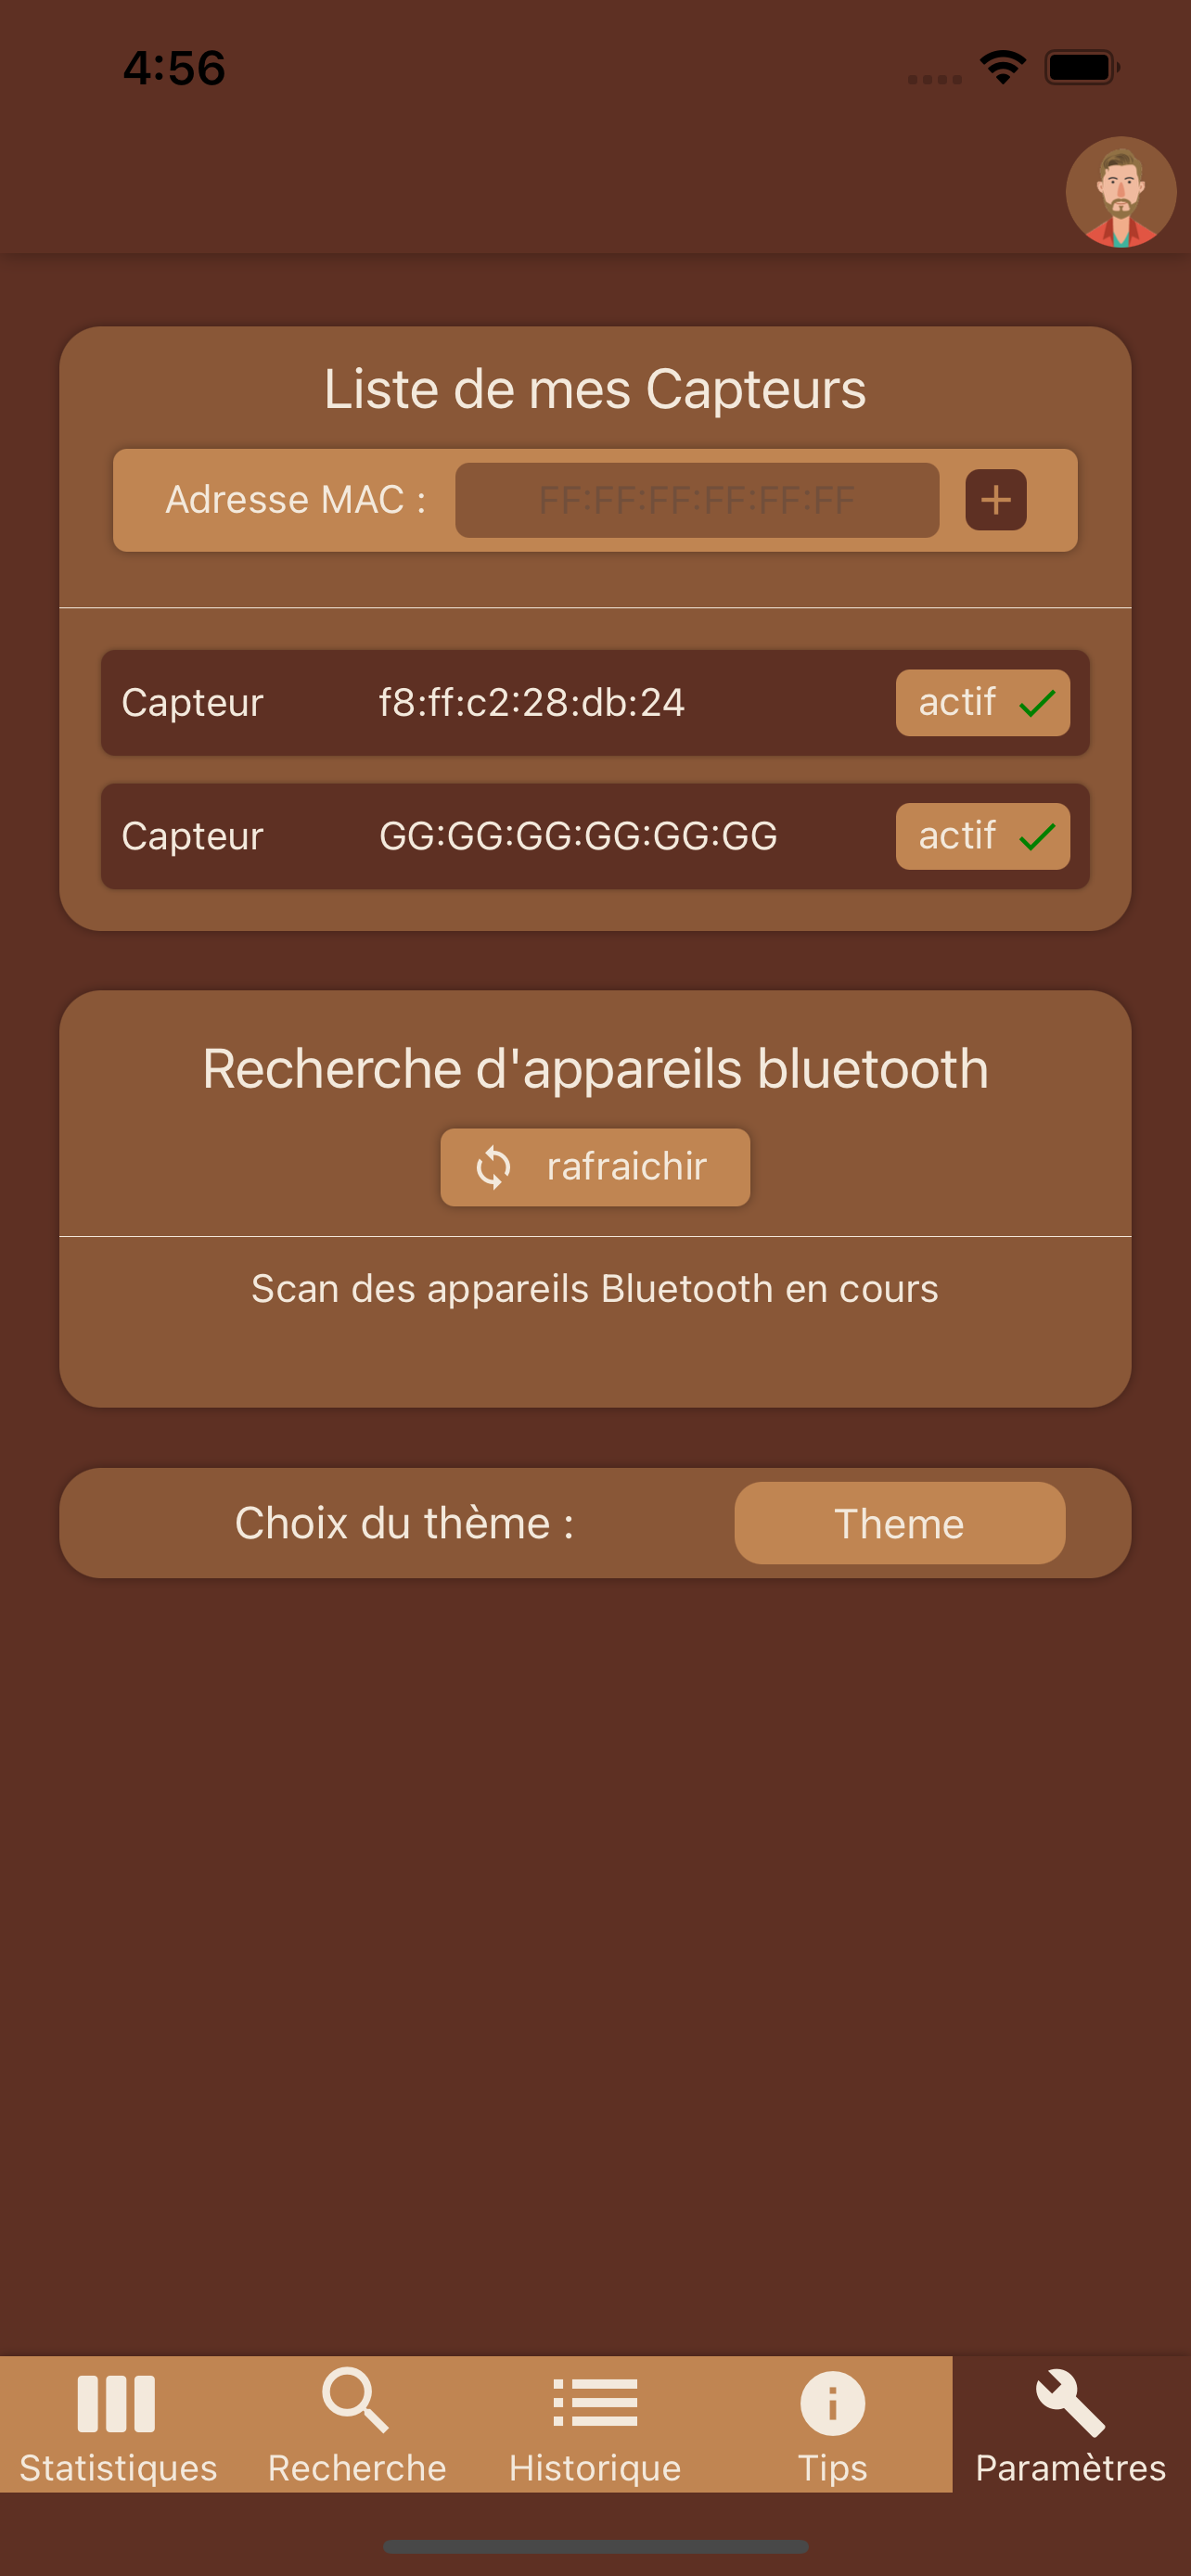 4:56
Liste de mes Capteurs
Adresse MAC : FF:FF:FF:FF:FF:FF
Capteur f8:ff:c2:28:db:24 actif
Capteur GG:GG:GG:GG:GG:GG actif
Recherche d'appareils bluetooth
rafraichir
Scan des appareils Bluetooth en cours
Choix du thème : Theme
Statistiques Recherche Historique Tips Paramètres